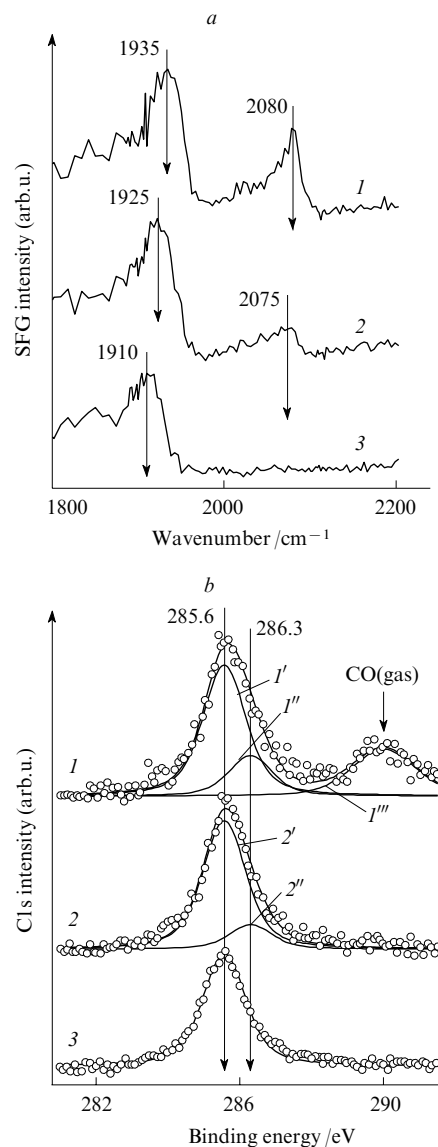 a
1935
2080
1
1925
2075
2
1910
3
SFG intensity (arb.u.)
1800 2000 2200
Wavenumber /cm−1
b
285.6
286.3
1′
CO(gas)
1″
1
1‴
2′
2″
2
3
C1s intensity (arb.u.)
282 286 290
Binding energy /eV